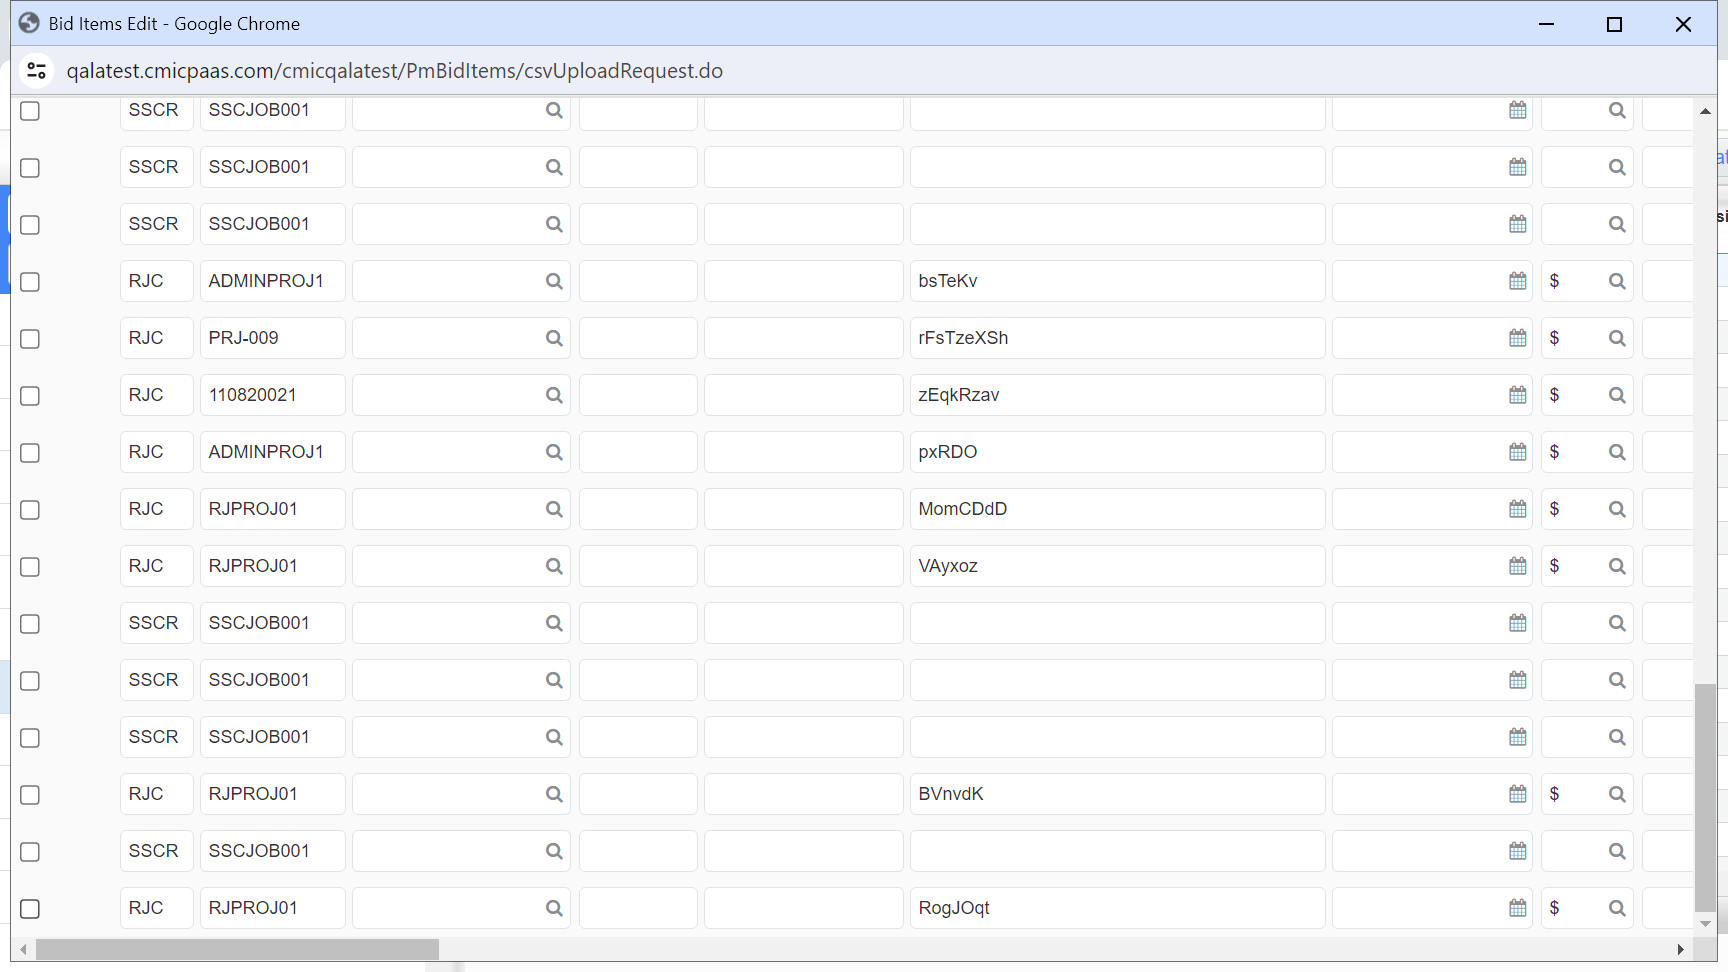 Bid Items Edit - Google Chrome
qalatest.cmicpaas.com/cmicqalatest/PmBidItems/csvUploadRequest.do
SSCR SSCJOB001
SSCR SSCJOB001
SSCR SSCJOB001
RJC ADMINPROJ1 bsTeKv $
RJC PRJ-009 rFsTzeXSh $
RJC 110820021 zEqkRzav $
RJC ADMINPROJ1 pxRDO $
RJC RJPROJ01 MomCDdD $
RJC RJPROJ01 VAyxoz $
SSCR SSCJOB001
SSCR SSCJOB001
SSCR SSCJOB001
RJC RJPROJ01 BVnvdK $
SSCR SSCJOB001
RJC RJPROJ01 RogJOqt $